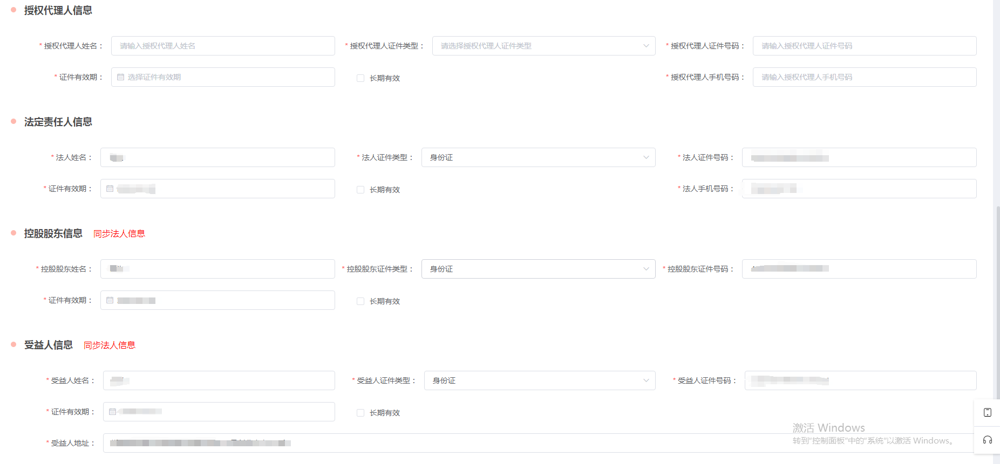 授权代理人信息
* 授权代理人姓名： 请输入授权代理人姓名 * 授权代理人证件类型： 请选择授权代理人证件类型 * 授权代理人证件号码： 请输入授权代理人证件号码
* 证件有效期： 选择证件有效期 长期有效 * 授权代理人手机号码： 请输入授权代理人手机号码
法定责任人信息
* 法人姓名： * 法人证件类型： 身份证 * 法人证件号码：
* 证件有效期： 长期有效 * 法人手机号码：
控股股东信息 同步法人信息
* 控股股东姓名： * 控股股东证件类型： 身份证 * 控股股东证件号码：
* 证件有效期： 长期有效
受益人信息 同步法人信息
* 受益人姓名： * 受益人证件类型： 身份证 * 受益人证件号码：
* 证件有效期： 长期有效
* 受益人地址：
激活 Windows
转到“控制面板”中的“系统”以激活 Windows。